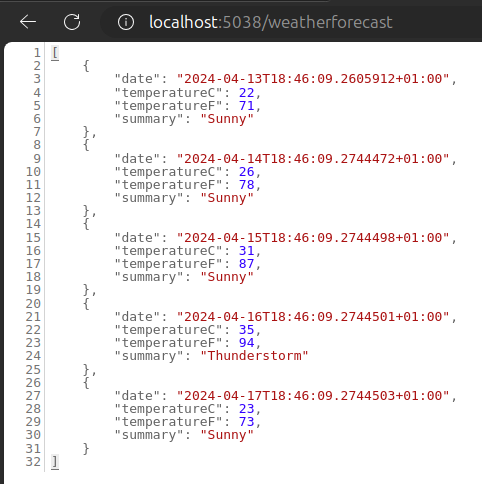 localhost:5038/weatherforecast
1 [
2     {
3         "date": "2024-04-13T18:46:09.2605912+01:00",
4         "temperatureC": 22,
5         "temperatureF": 71,
6         "summary": "Sunny"
7     },
8     {
9         "date": "2024-04-14T18:46:09.2744472+01:00",
10         "temperatureC": 26,
11         "temperatureF": 78,
12         "summary": "Sunny"
13     },
14     {
15         "date": "2024-04-15T18:46:09.2744498+01:00",
16         "temperatureC": 31,
17         "temperatureF": 87,
18         "summary": "Sunny"
19     },
20     {
21         "date": "2024-04-16T18:46:09.2744501+01:00",
22         "temperatureC": 35,
23         "temperatureF": 94,
24         "summary": "Thunderstorm"
25     },
26     {
27         "date": "2024-04-17T18:46:09.2744503+01:00",
28         "temperatureC": 23,
29         "temperatureF": 73,
30         "summary": "Sunny"
31     }
32 ]